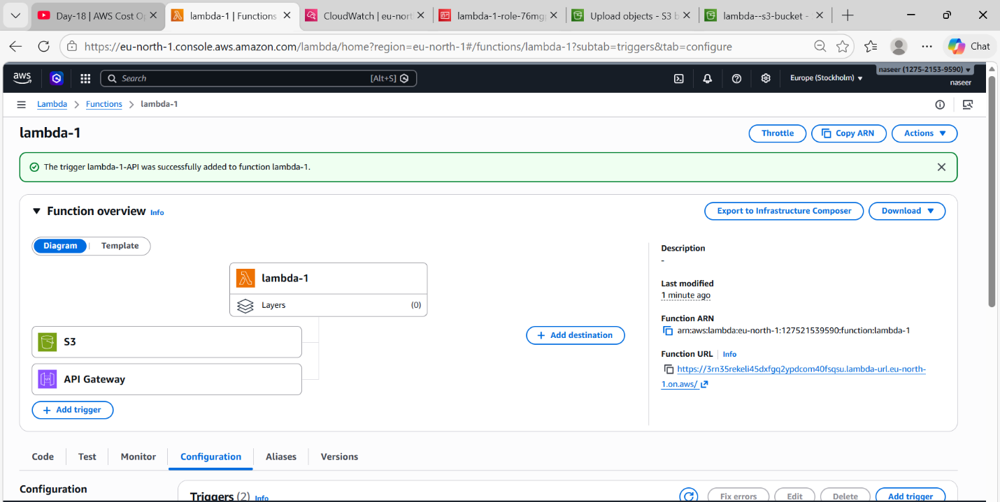 Day-18 | AWS Cost Op
lambda-1 | Functions
CloudWatch | eu-nort
lambda-1-role-76mgp
Upload objects - S3 b
lambda--s3-bucket -
https://eu-north-1.console.aws.amazon.com/lambda/home?region=eu-north-1#/functions/lambda-1?subtab=triggers&tab=configure
Chat
aws
Search
[Alt+S]
Europe (Stockholm)
naseer (1275-2153-9590)
naseer
Lambda
Functions
lambda-1
lambda-1
Throttle
Copy ARN
Actions
The trigger lambda-1-API was successfully added to function lambda-1.
Function overview Info
Export to Infrastructure Composer
Download
Diagram
Template
lambda-1
Layers
(0)
S3
API Gateway
+ Add trigger
+ Add destination
Description
-
Last modified
1 minute ago
Function ARN
arn:aws:lambda:eu-north-1:127521539590:function:lambda-1
Function URL Info
https://3rn35rekeli45dxfgq2ypdcom40fsqsu.lambda-url.eu-north-
1.on.aws/
Code
Test
Monitor
Configuration
Aliases
Versions
Configuration
Triggers (2) Info
Fix errors
Edit
Delete
Add trigger